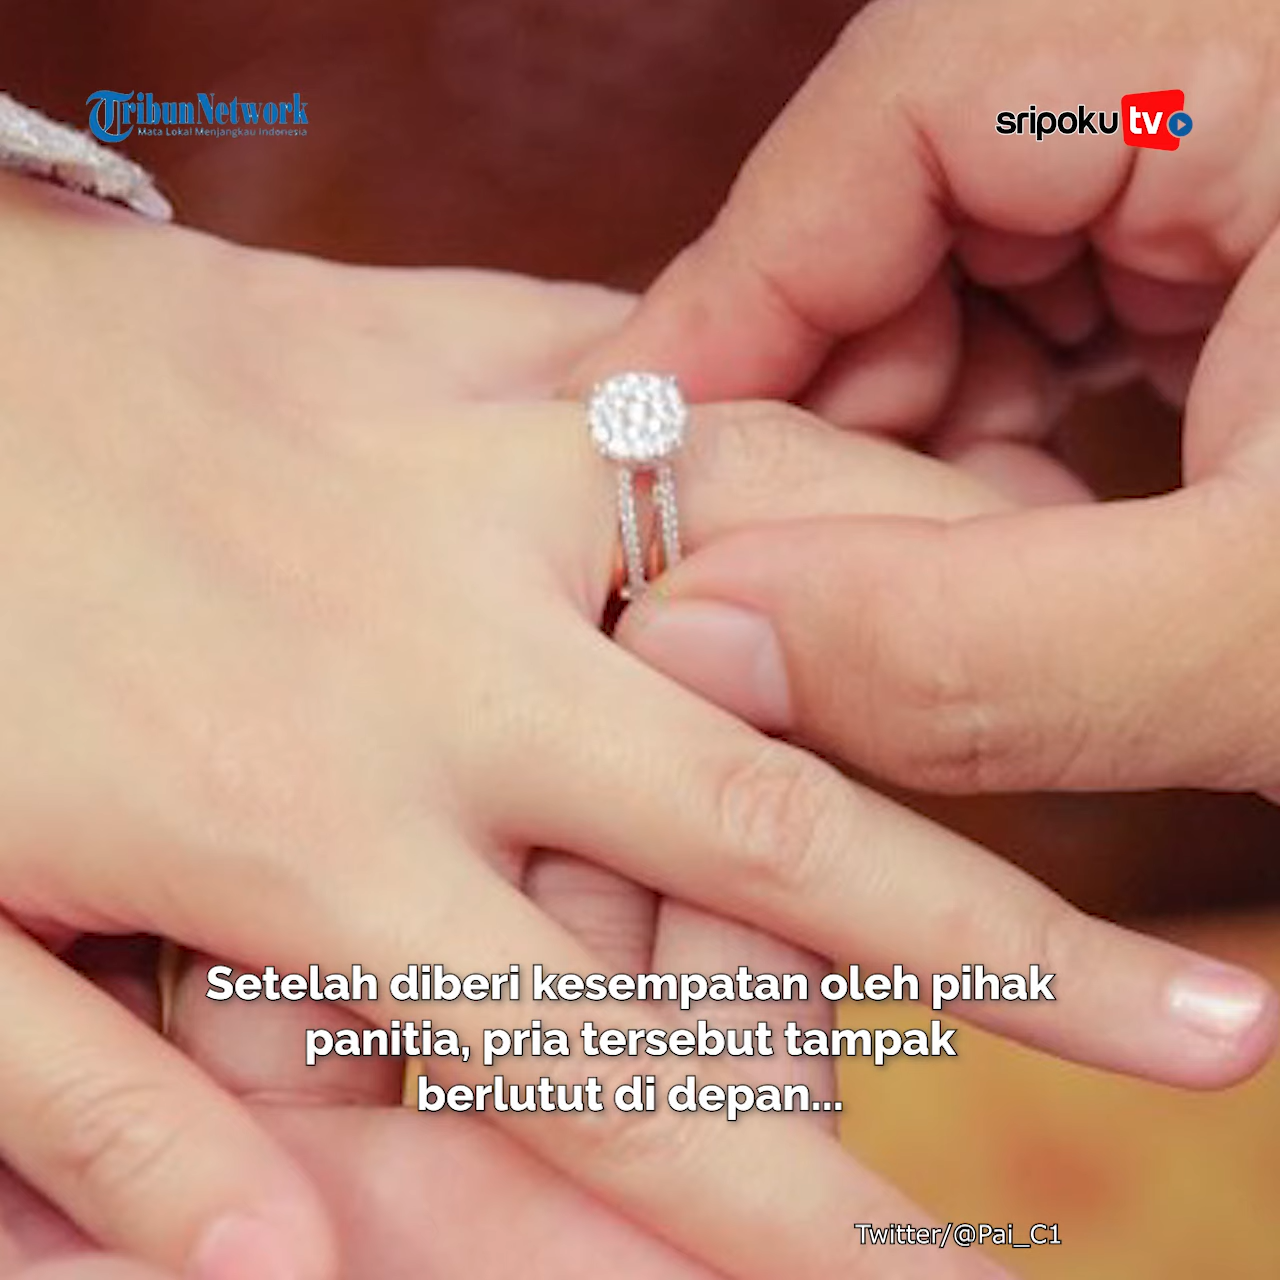 TribunNetwork
Mata Lokal Menjangkau Indonesia
sripoku tv
Setelah diberi kesempatan oleh pihak
panitia, pria tersebut tampak
berlutut di depan...
Twitter/@Pai_C1